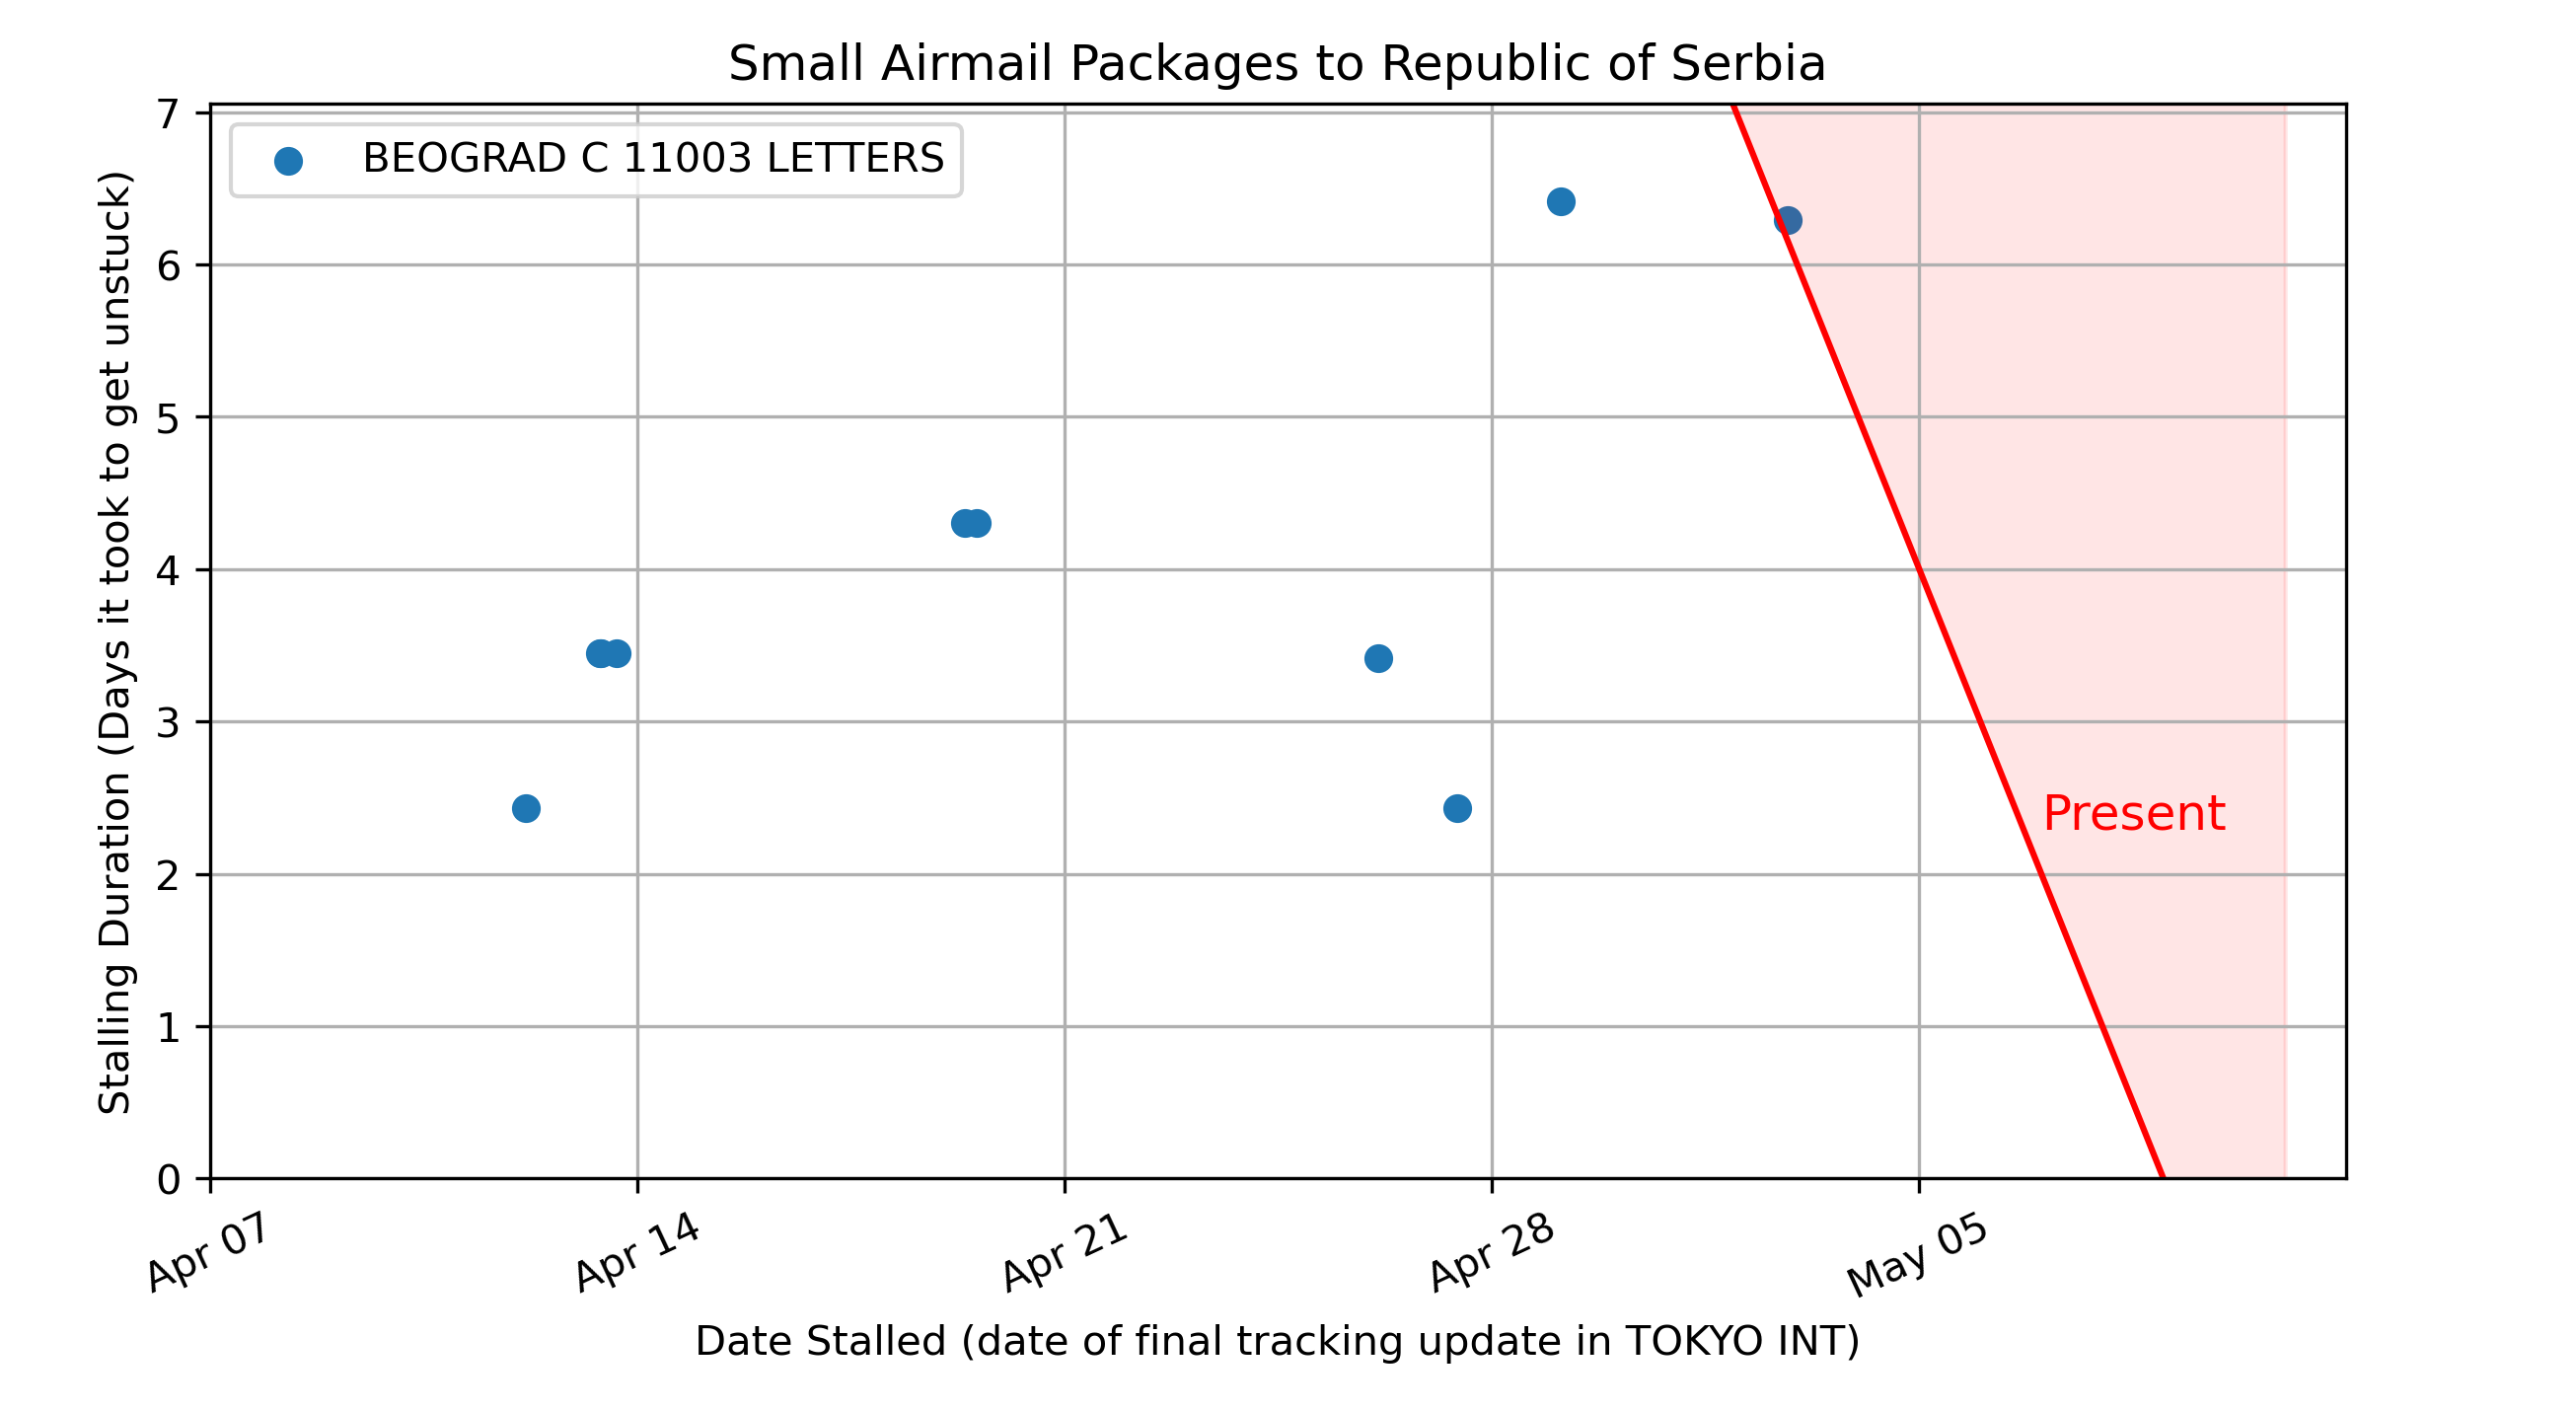 Small Airmail Packages to Republic of Serbia
BEOGRAD C 11003 LETTERS
Stalling Duration (Days it took to get unstuck)
7
6
5
4
3
2
1
0
Present
Apr 07
Apr 14
Apr 21
Apr 28
May 05
Date Stalled (date of final tracking update in TOKYO INT)